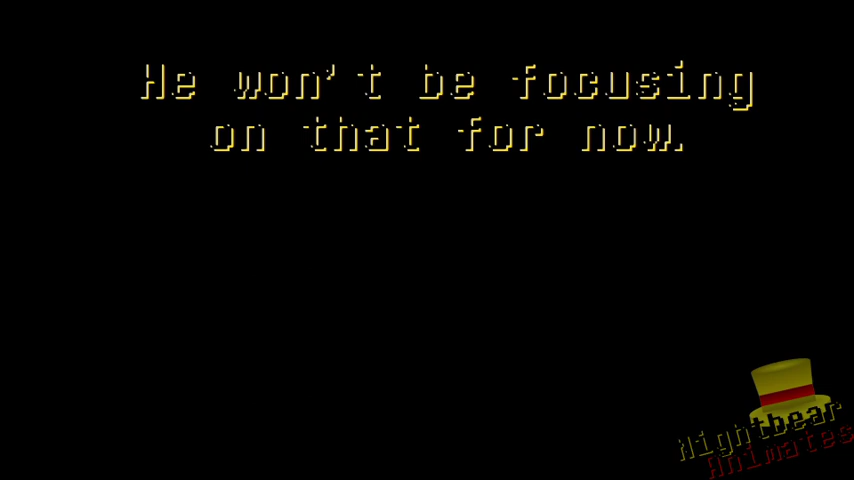 He won't be focusing
on that for now.
Nightbear
Animates